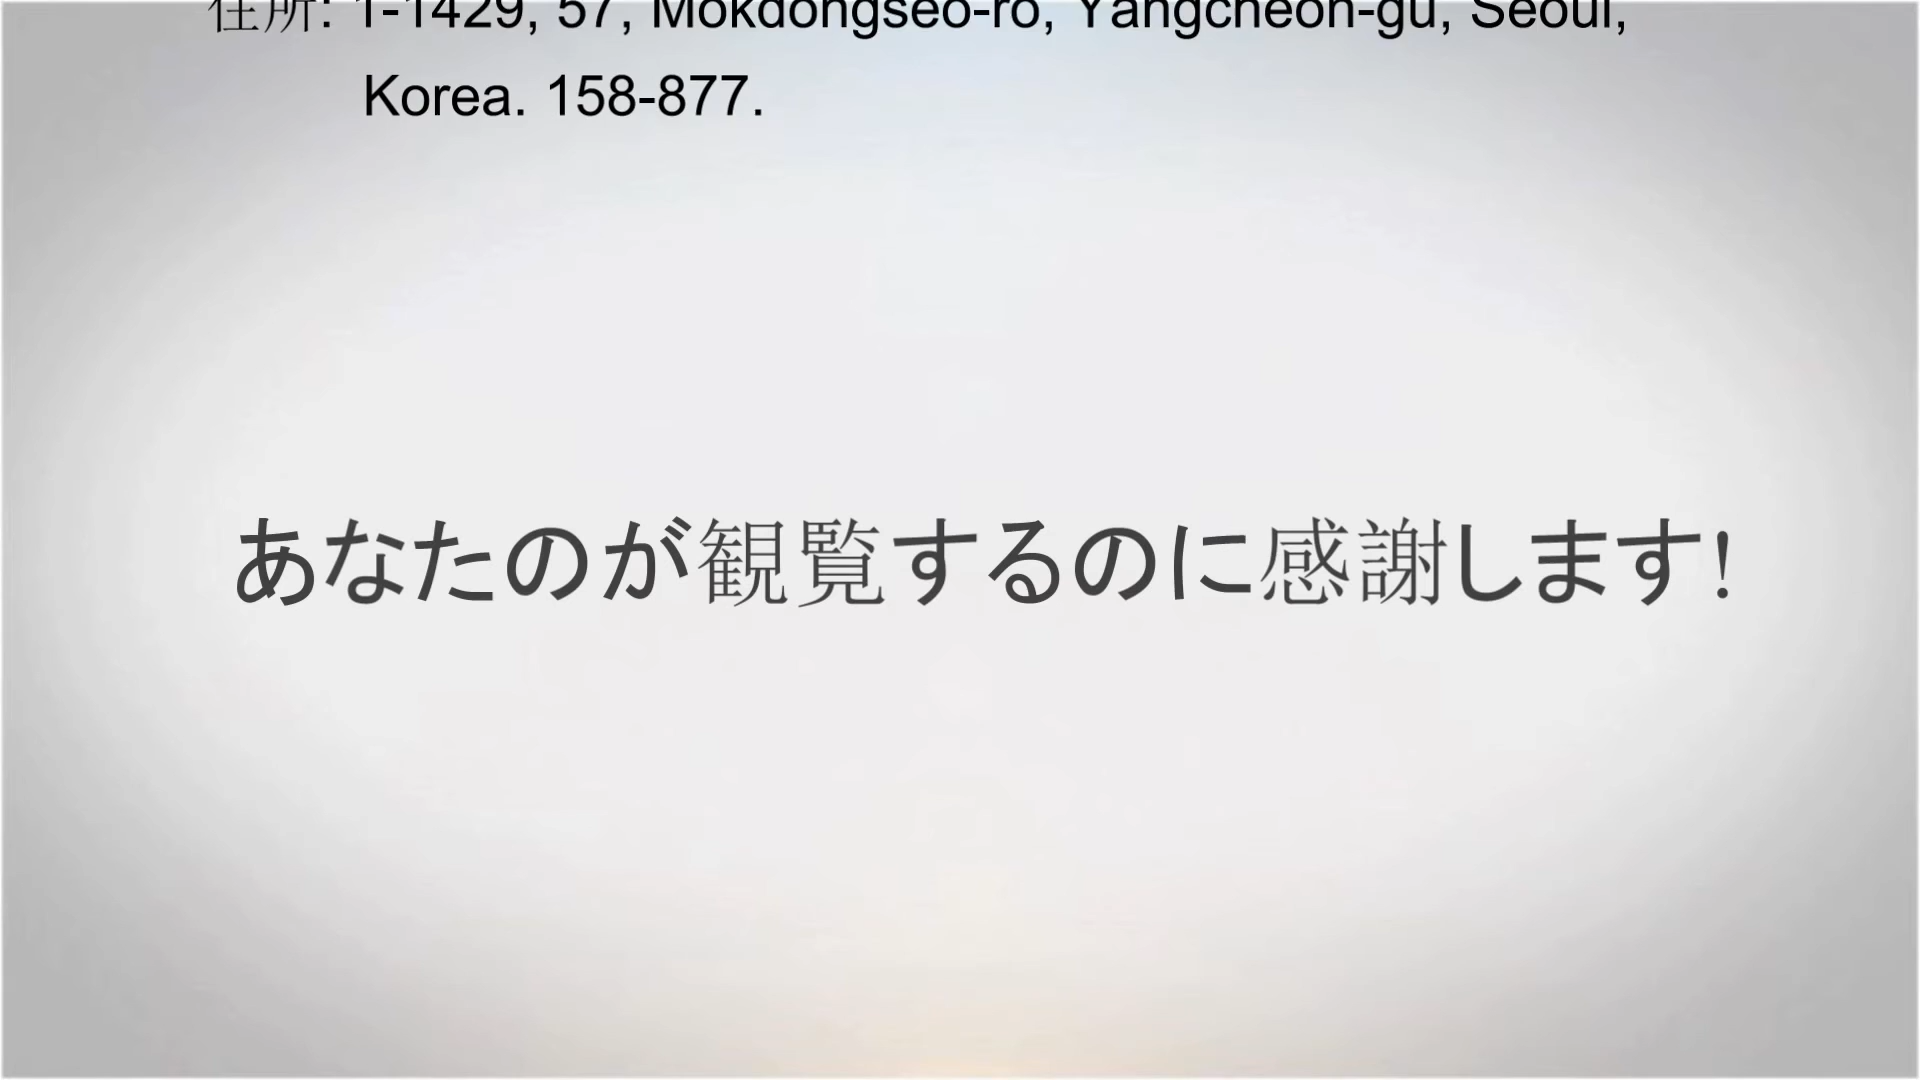 住所: 1-1429, 57, Mokdongseo-ro, Yangcheon-gu, Seoul,
Korea. 158-877.
あなたのが観覧するのに感謝します!